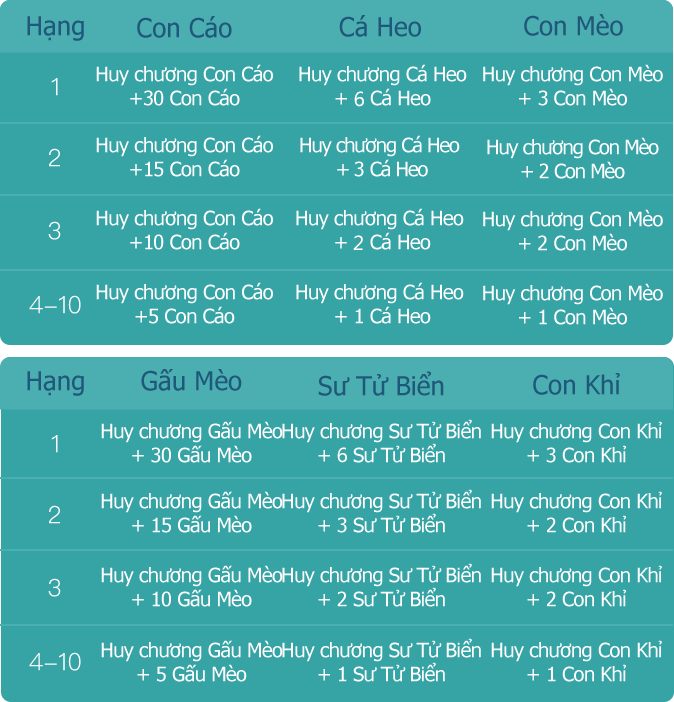 Hạng Con Cáo Cá Heo Con Mèo
1 Huy chương Con Cáo Huy chương Cá Heo Huy chương Con Mèo
+30 Con Cáo + 6 Cá Heo + 3 Con Mèo
2 Huy chương Con Cáo Huy chương Cá Heo Huy chương Con Mèo
+15 Con Cáo + 3 Cá Heo + 2 Con Mèo
3 Huy chương Con Cáo Huy chương Cá Heo Huy chương Con Mèo
+10 Con Cáo + 2 Cá Heo + 2 Con Mèo
4–10 Huy chương Con Cáo Huy chương Cá Heo Huy chương Con Mèo
+5 Con Cáo + 1 Cá Heo + 1 Con Mèo
Hạng Gấu Mèo Sư Tử Biển Con Khỉ
1 Huy chương Gấu Mèo Huy chương Sư Tử Biển Huy chương Con Khỉ
+ 30 Gấu Mèo + 6 Sư Tử Biển + 3 Con Khỉ
2 Huy chương Gấu Mèo Huy chương Sư Tử Biển Huy chương Con Khỉ
+ 15 Gấu Mèo + 3 Sư Tử Biển + 2 Con Khỉ
3 Huy chương Gấu Mèo Huy chương Sư Tử Biển Huy chương Con Khỉ
+ 10 Gấu Mèo + 2 Sư Tử Biển + 2 Con Khỉ
4–10 Huy chương Gấu Mèo Huy chương Sư Tử Biển Huy chương Con Khỉ
+ 5 Gấu Mèo + 1 Sư Tử Biển + 1 Con Khỉ